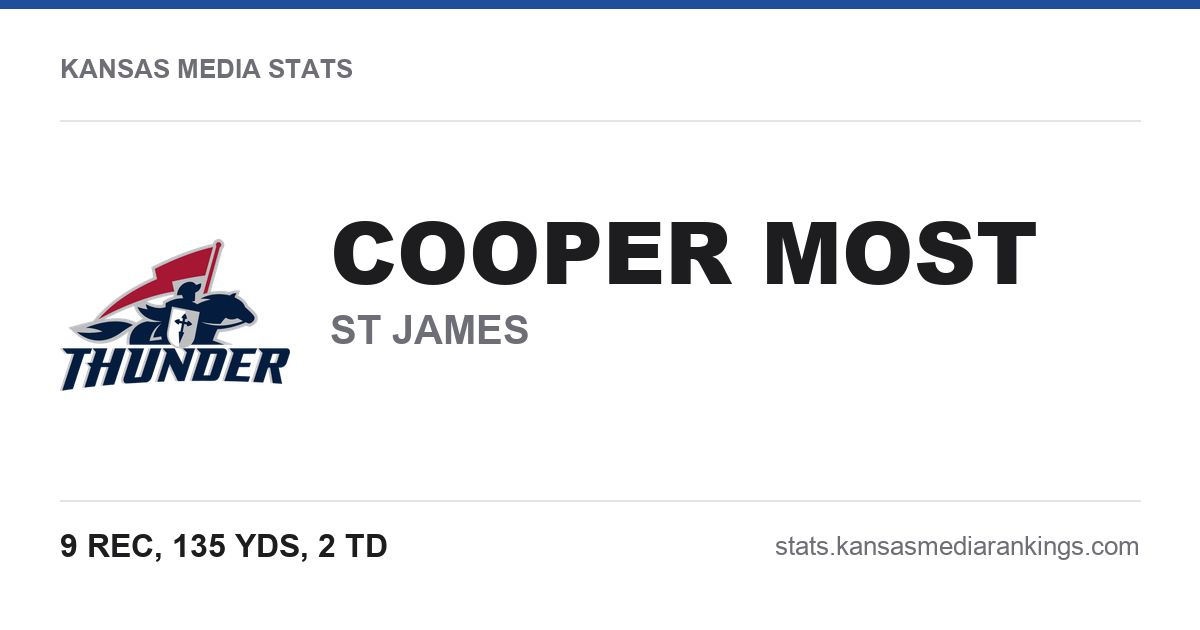 KANSAS MEDIA STATS
COOPER MOST
ST JAMES
THUNDER
9 REC, 135 YDS, 2 TD
stats.kansasmediarankings.com